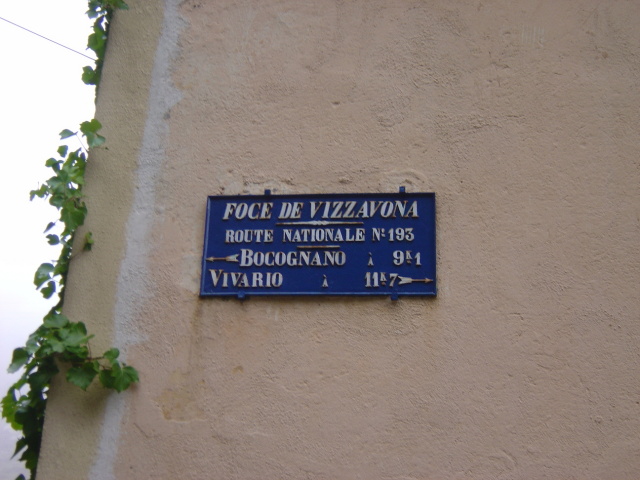 FOCE DE VIZZAVONA
ROUTE NATIONALE Nº 193
BOCOGNANO À 9K1
VIVARIO À 11K7